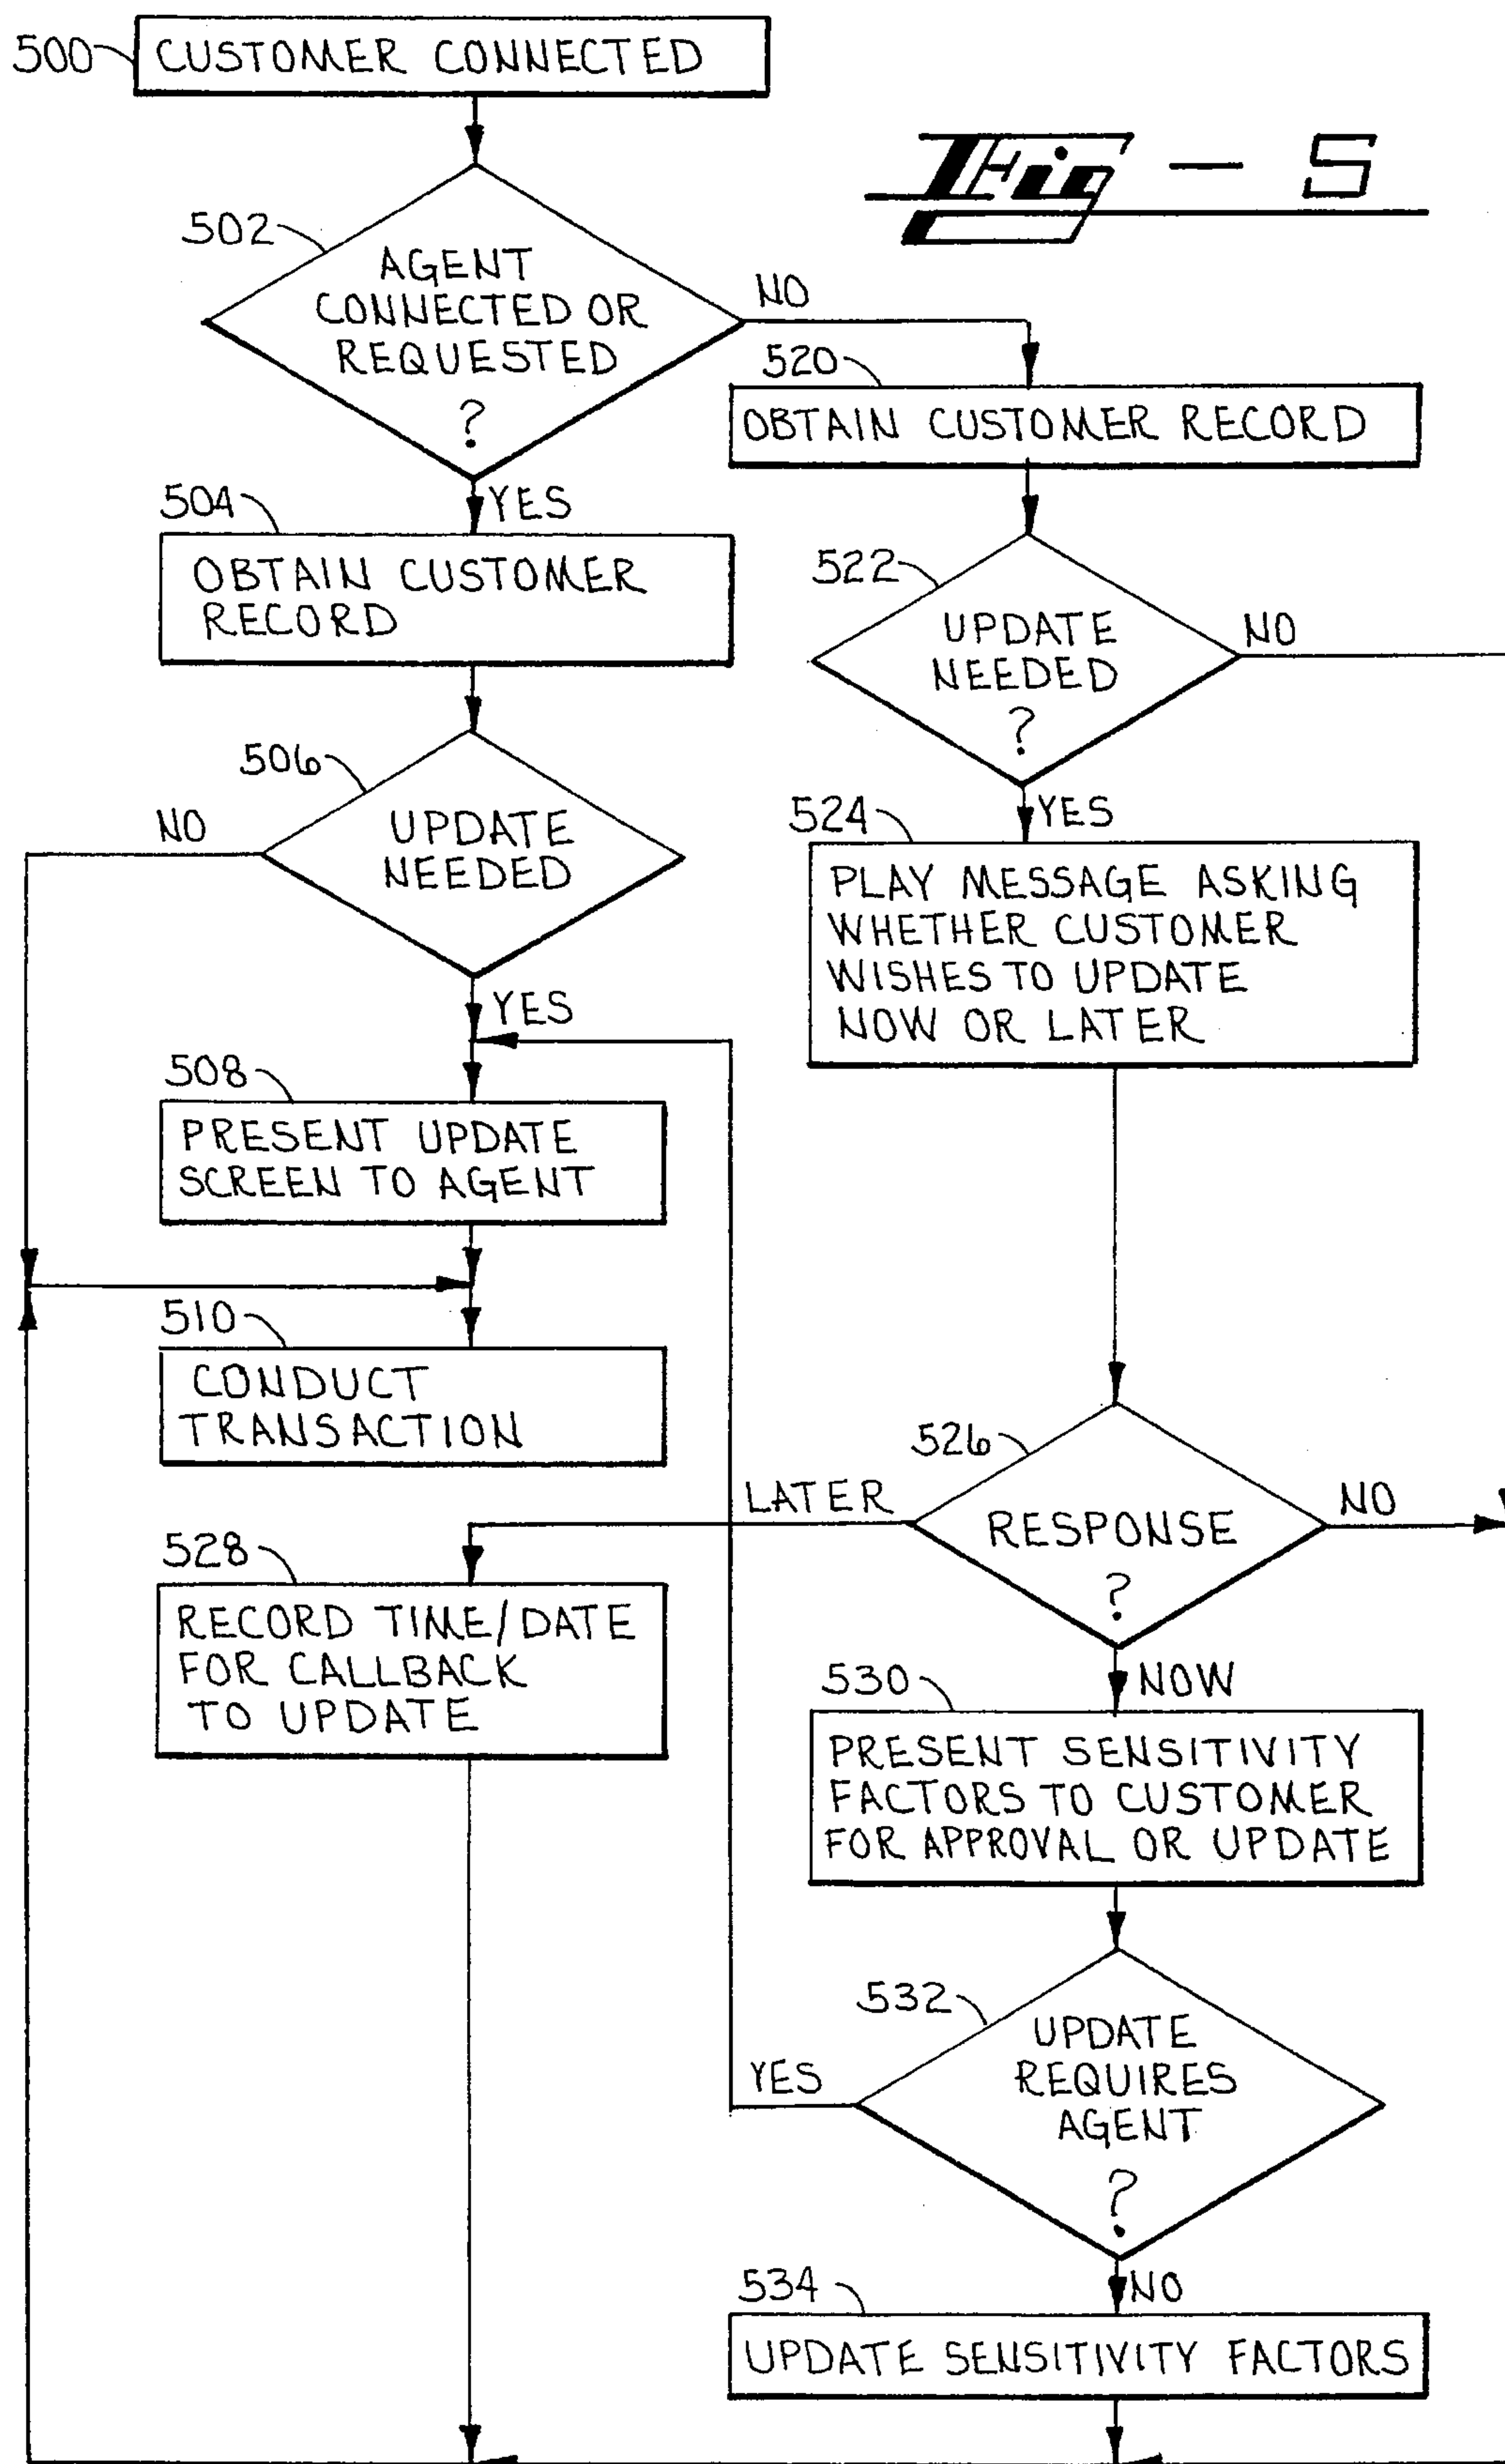 500
CUSTOMER CONNECTED
Fig - 5
502
AGENT
CONNECTED OR
REQUESTED
?
NO
YES
504
OBTAIN CUSTOMER
RECORD
506
UPDATE
NEEDED
NO
YES
508
PRESENT UPDATE
SCREEN TO AGENT
510
CONDUCT
TRANSACTION
520
OBTAIN CUSTOMER RECORD
522
UPDATE
NEEDED
?
NO
YES
524
PLAY MESSAGE ASKING
WHETHER CUSTOMER
WISHES TO UPDATE
NOW OR LATER
526
RESPONSE
?
LATER
NO
NOW
528
RECORD TIME/DATE
FOR CALLBACK
TO UPDATE
530
PRESENT SENSITIVITY
FACTORS TO CUSTOMER
FOR APPROVAL OR UPDATE
532
UPDATE
REQUIRES
AGENT
?
YES
NO
534
UPDATE SENSITIVITY FACTORS